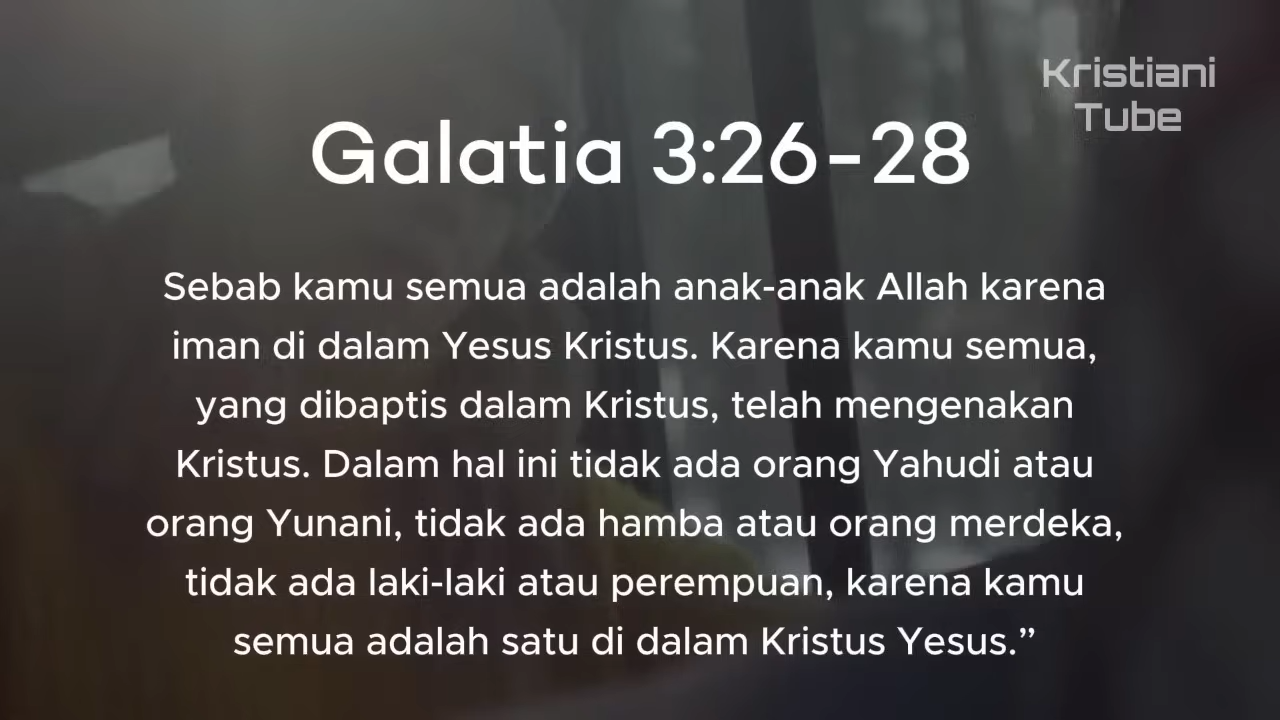 Kristiani
Tube
Galatia 3:26-28
Sebab kamu semua adalah anak-anak Allah karena
iman di dalam Yesus Kristus. Karena kamu semua,
yang dibaptis dalam Kristus, telah mengenakan
Kristus. Dalam hal ini tidak ada orang Yahudi atau
orang Yunani, tidak ada hamba atau orang merdeka,
tidak ada laki-laki atau perempuan, karena kamu
semua adalah satu di dalam Kristus Yesus.”